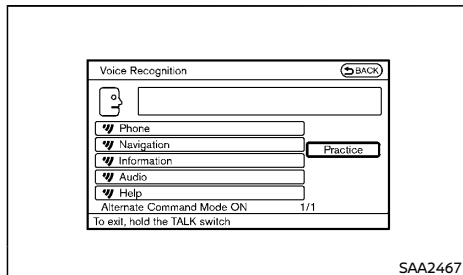 Voice Recognition
BACK
Phone
Navigation
Practice
Information
Audio
Help
Alternate Command Mode ON 1/1
To exit, hold the TALK switch
SAA2467